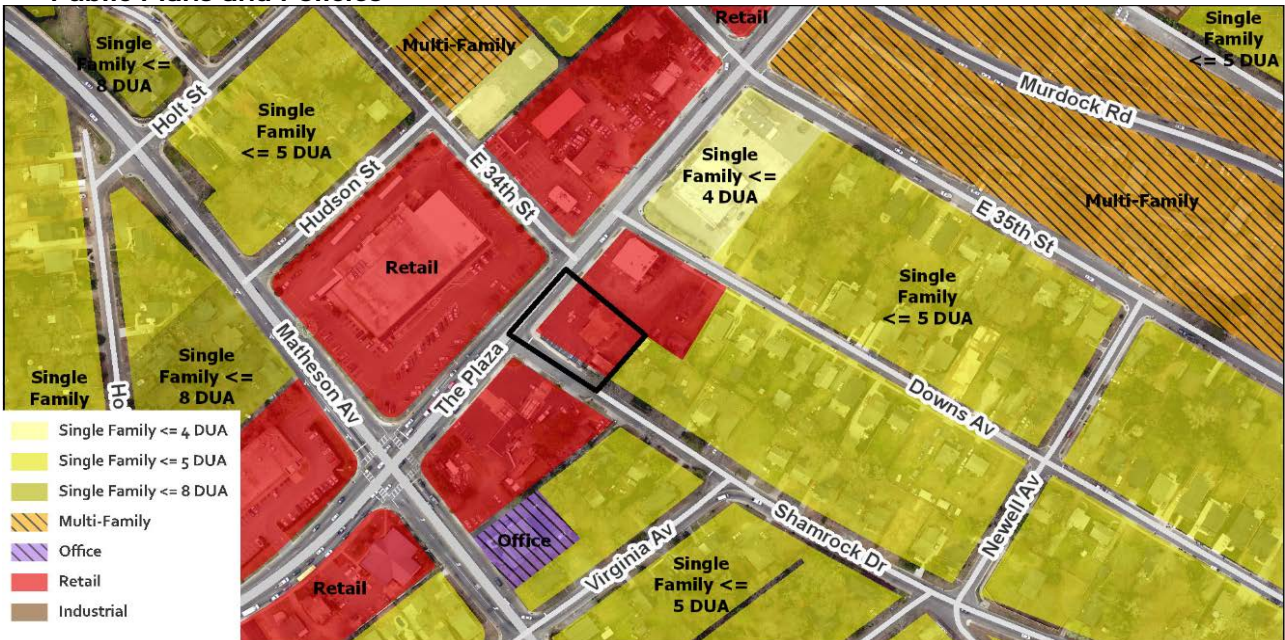 Public Plans and Policies
Single
Family <=
8 DUA
Holt St
Single
Family
<= 5 DUA
Hudson St
Multi-Family
E 34th St
Retail
Single
Family
<= 5 DUA
Murdock Rd
Multi-Family
Single
Family <=
4 DUA
E 35th St
Single
Family
<= 5 DUA
Retail
The Plaza
Matheson Av
Single
Family <=
8 DUA
Single
Family
Ho
Downs Av
Newell Av
Shamrock Dr
Virginia Av
Office
Single
Family <=
5 DUA
Retail
Single Family <= 4 DUA
Single Family <= 5 DUA
Single Family <= 8 DUA
Multi-Family
Office
Retail
Industrial